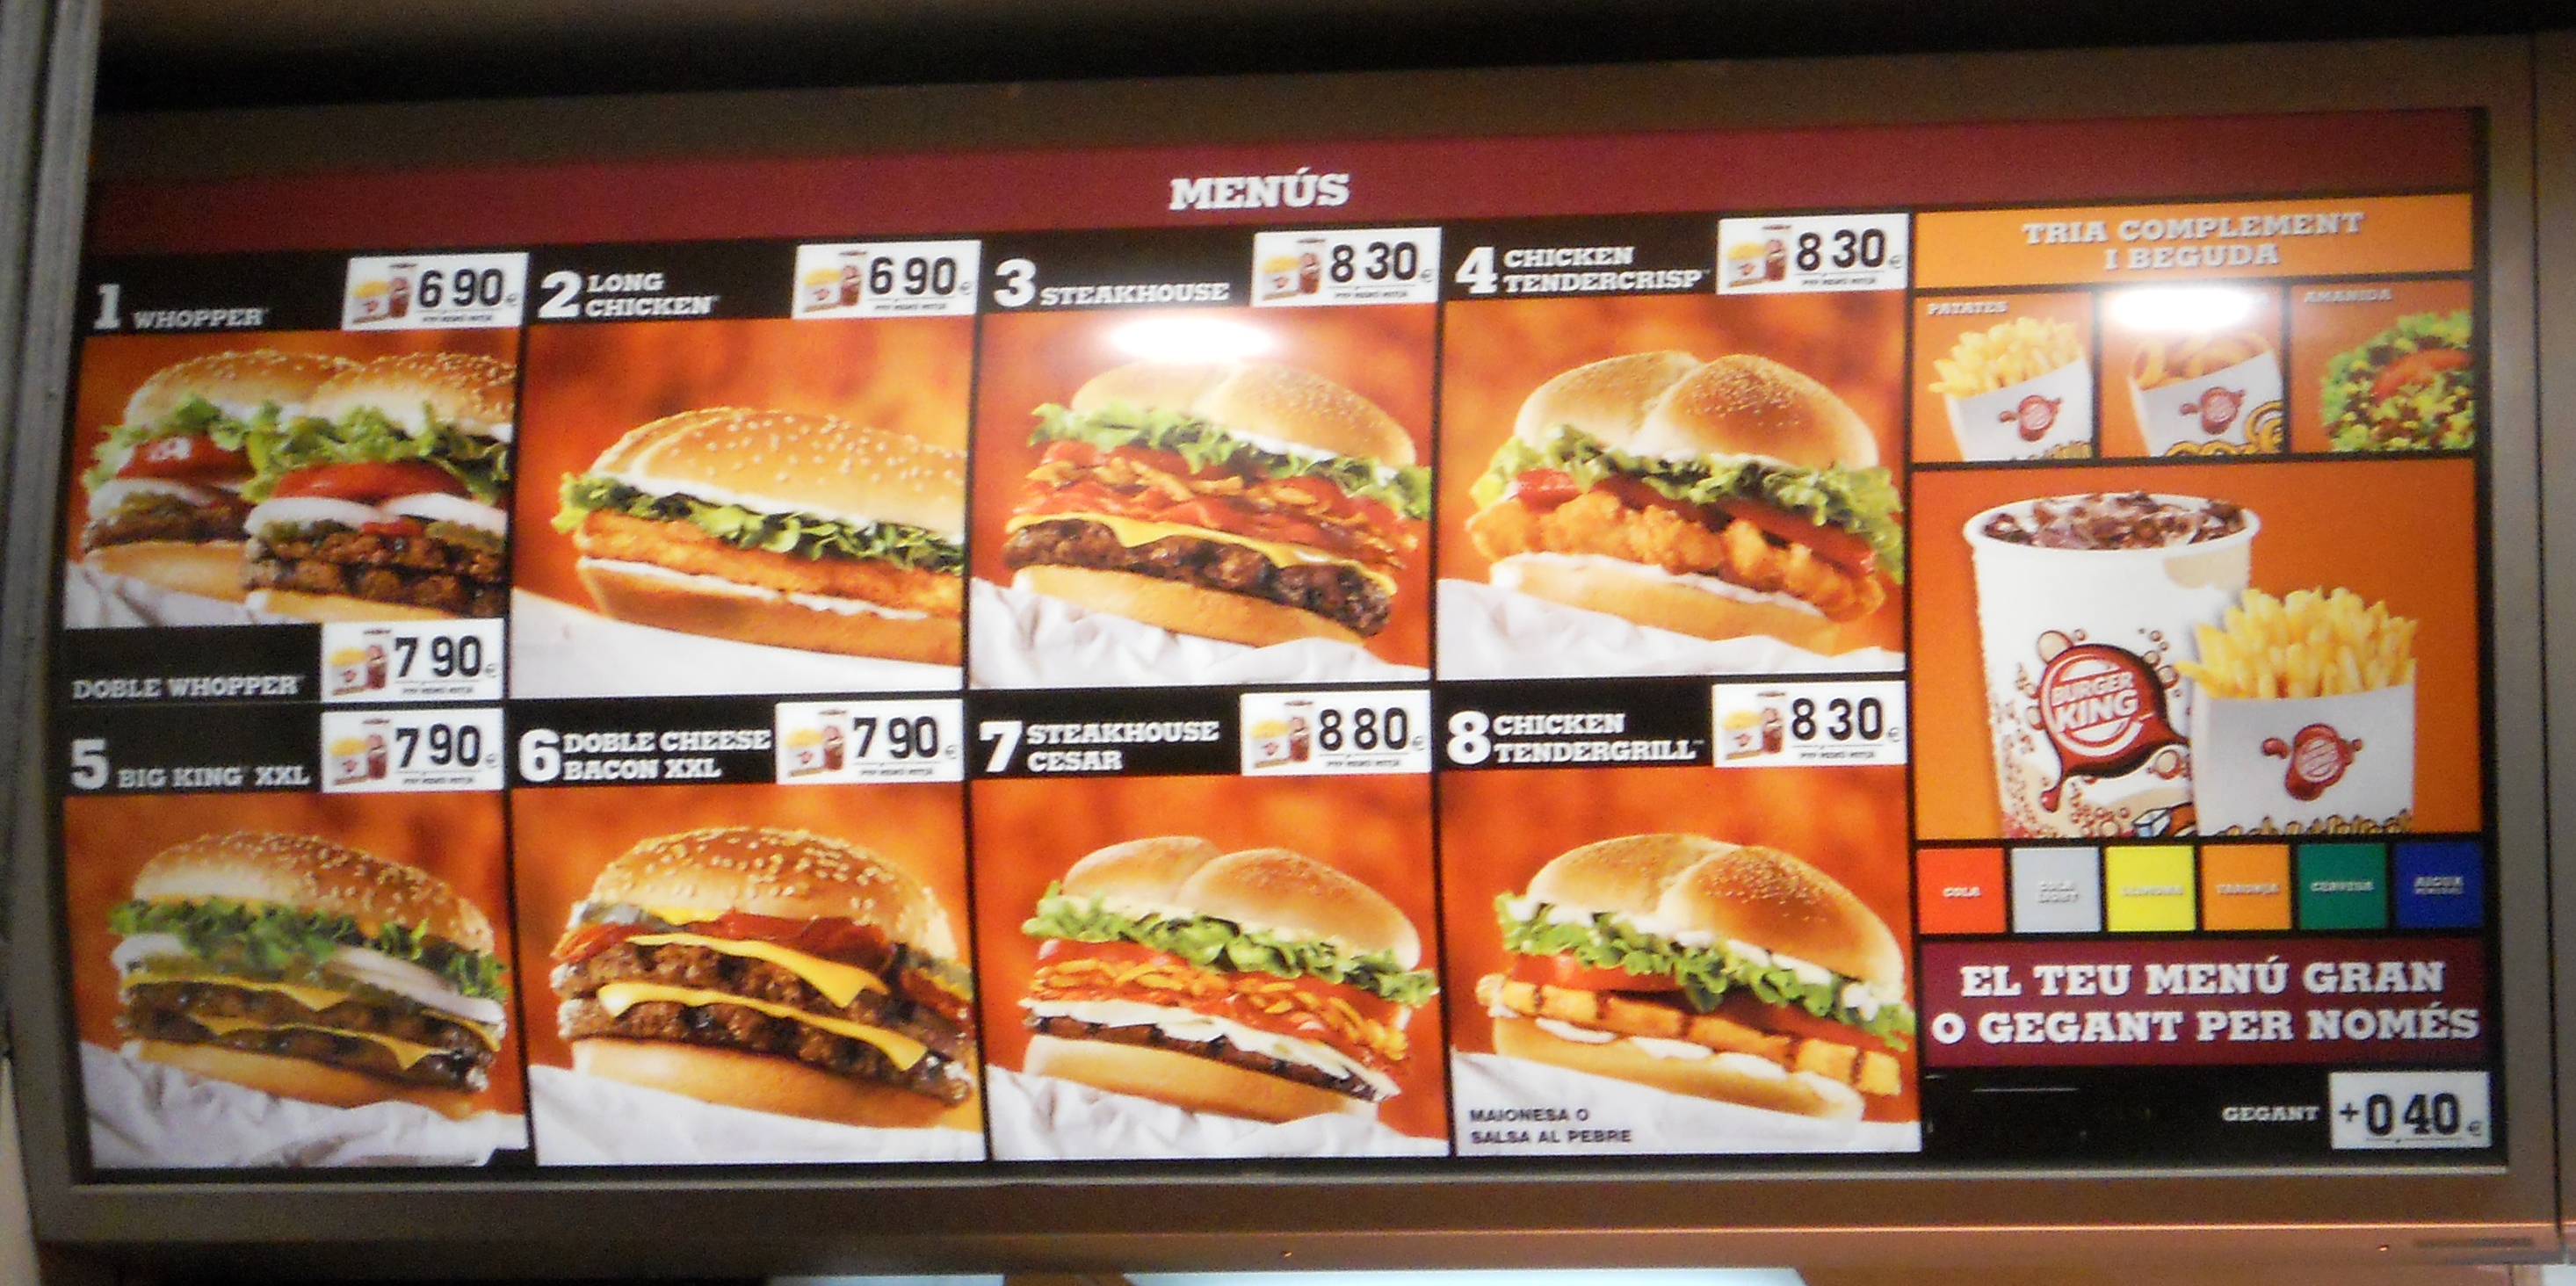 MENÚS
1 WHOPPER
6 90 €
2 LONG
CHICKEN
6 90 €
3 STEAKHOUSE
8 30 €
4 CHICKEN
TENDERCRISP
8 30 €
DOBLE WHOPPER
7 90 €
5 BIG KING XXL
7 90 €
6 DOBLE CHEESE
BACON XXL
7 90 €
7 STEAKHOUSE
CESAR
8 80 €
8 CHICKEN
TENDERGRILL™
8 30 €
MAIONESA O
SALSA AL PEBRE
TRIA COMPLEMENT
I BEGUDA
PATATES
AMANIDA
BURGER
KING
COLA
COLA
LIGHT
TARONJA
CERVESA
EL TEU MENÚ GRAN
O GEGANT PER NOMÉS
GEGANT +0 40 €